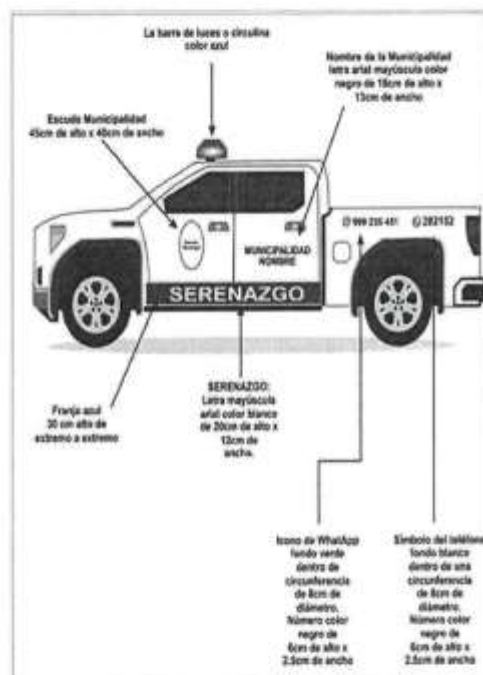 La barra de luces o circulina
color azul
Nombre de la Municipalidad
letra arial mayúscula color
negro de 18cm de alto x
13cm de ancho
Escudo Municipalidad
45cm de alto x 40cm de ancho
999 235 451 282152
MUNICIPALIDAD
NOMBRE
SERENAZGO
Franja azul
30 cm alto de
extremo a extremo
SERENAZGO:
Letra mayúscula
arial color blanco
de 20cm de alto x
12cm de
ancho.
Icono de WhatApp
fondo verde
dentro de
circunferencia
de 8cm de
diámetro.
Número color
negro de
6cm de alto x
2.5cm de ancho
Símbolo del teléfono
fondo blanco
dentro de una
circunferencia
de 8cm de
diámetro.
Número color
negro de
6cm de alto x
2.5cm de ancho